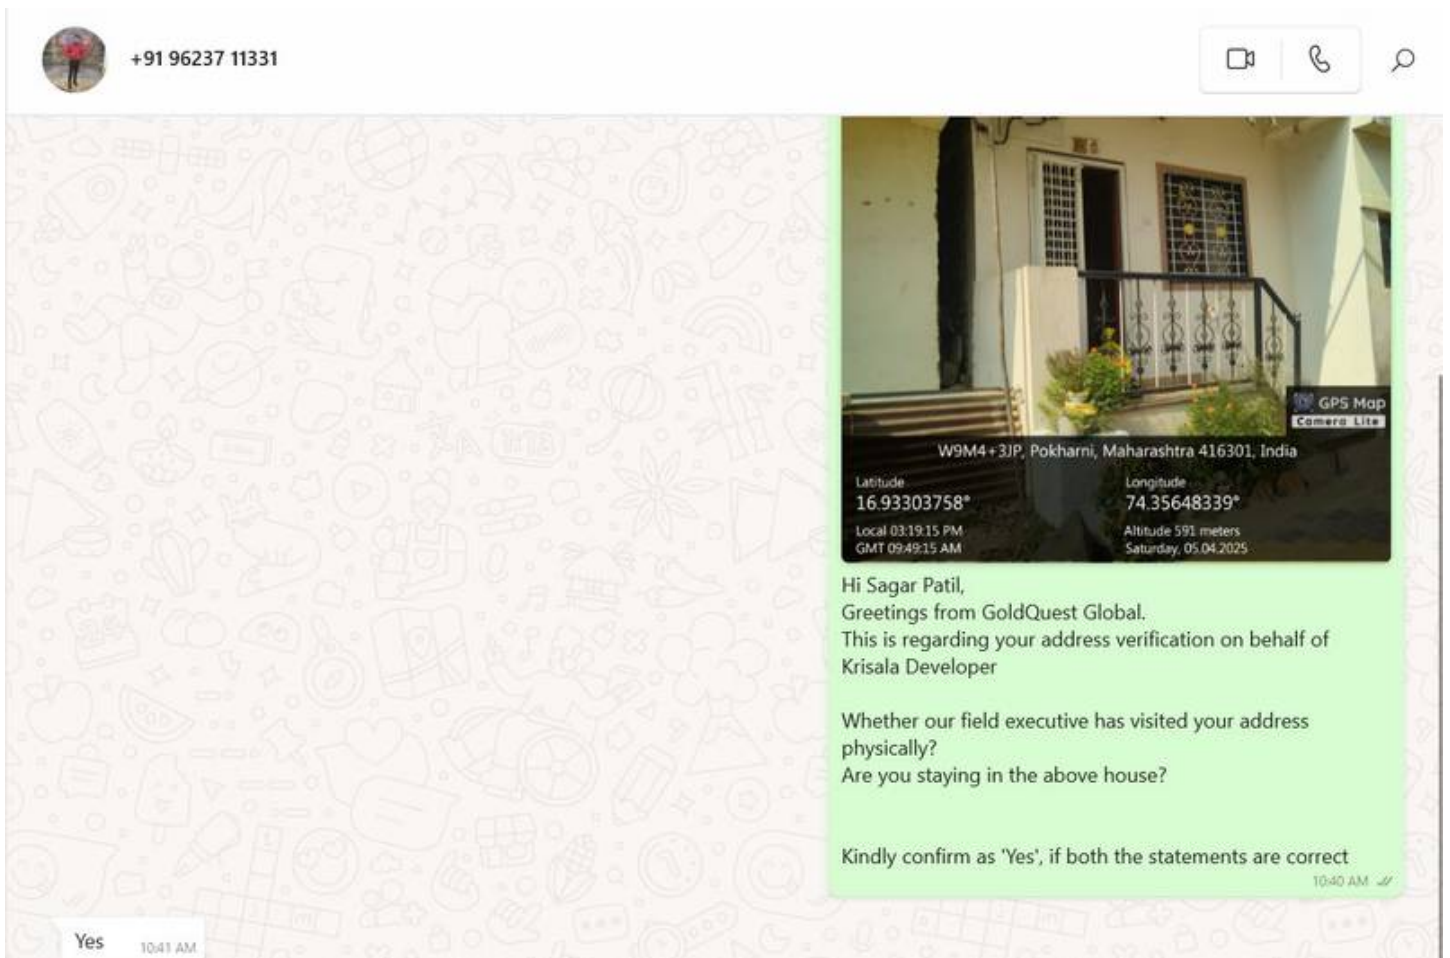 +91 96237 11331
GPS Map
Camera Lite
W9M4+3JP, Pokharni, Maharashtra 416301, India
Latitude
16.93303758°
Longitude
74.35648339°
Local 03:19:15 PM
GMT 09:49:15 AM
Altitude 591 meters
Saturday, 05.04.2025
Hi Sagar Patil,
Greetings from GoldQuest Global.
This is regarding your address verification on behalf of
Krisala Developer
Whether our field executive has visited your address
physically?
Are you staying in the above house?
Kindly confirm as 'Yes', if both the statements are correct
10:40 AM
Yes
10:41 AM